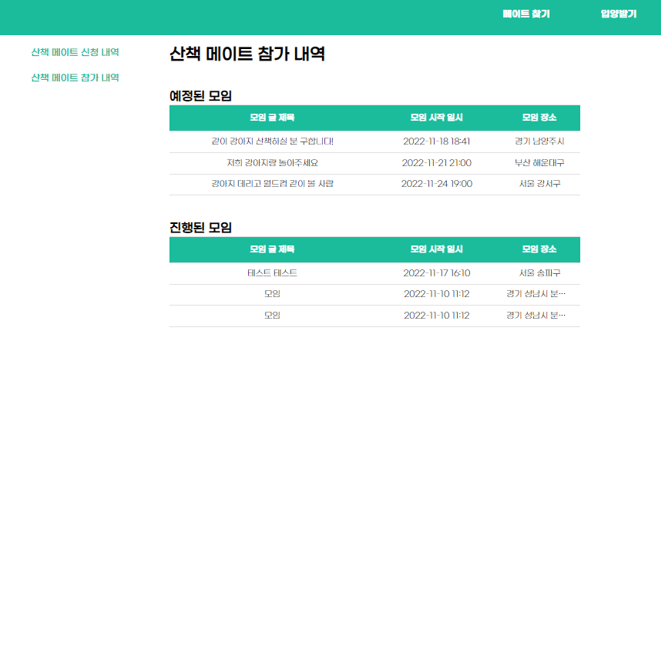 메이트 찾기 입양빌기
산책 메이트 신청 내역
산책 메이트 참가 내역
산책 메이트 참가 내역
예정된 모임
모임 글 제목 모임 시작 일시 모임 장소
같이 강아지 산책하실 분 구합니다! 2022-11-18 18:41 경기 남양주시
저희 강아지랑 놀아주세요 2022-11-21 21:00 부산 해운대구
강아지 데리고 월드컵 같이 볼 사람 2022-11-24 19:00 서울 강서구
진행된 모임
모임 글 제목 모임 시작 일시 모임 장소
테스트 테스트 2022-11-17 16:10 서울 송파구
모임 2022-11-10 11:12 경기 성남시 분…
모임 2022-11-10 11:12 경기 성남시 분…